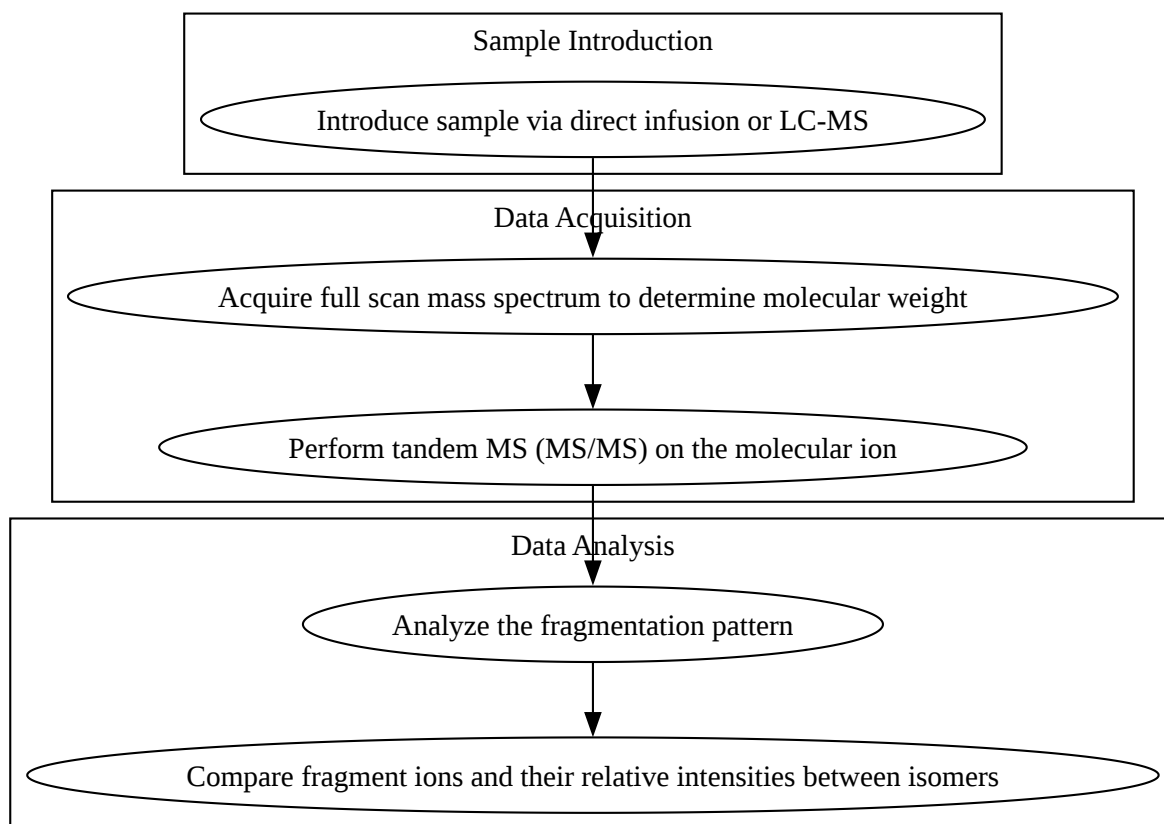 Sample Introduction
Introduce sample via direct infusion or LC-MS
Data Acquisition
Acquire full scan mass spectrum to determine molecular weight
Perform tandem MS (MS/MS) on the molecular ion
Data Analysis
Analyze the fragmentation pattern
Compare fragment ions and their relative intensities between isomers